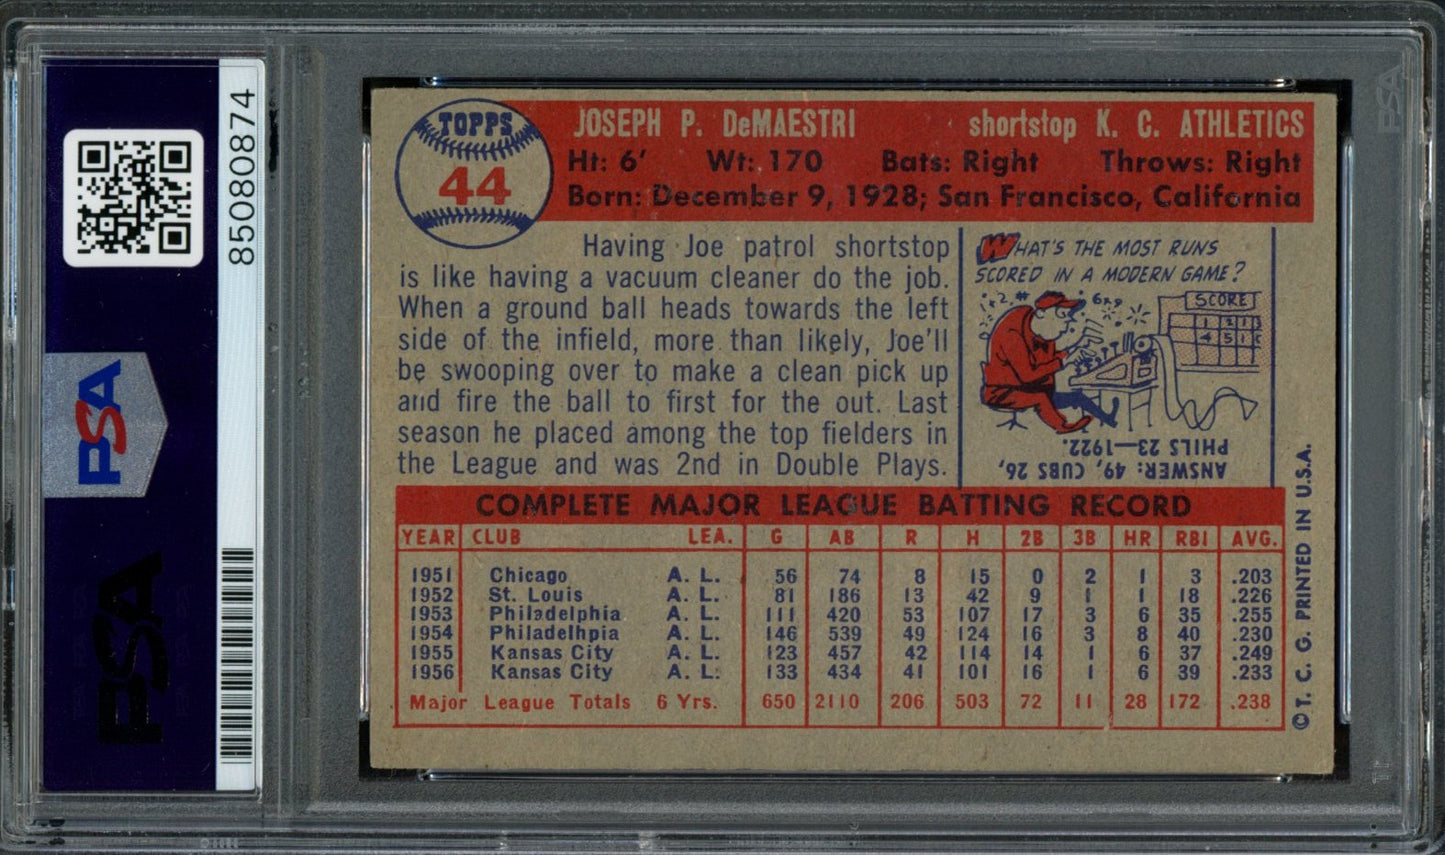 85080874
PSA
PSA
PSA
TOPPS
44
JOSEPH P. DeMAESTRI shortstop K. C. ATHLETICS
Ht: 6' Wt: 170 Bats: Right Throws: Right
Born: December 9, 1928; San Francisco, California
Having Joe patrol shortstop
is like having a vacuum cleaner do the job.
When a ground ball heads towards the left
side of the infield, more than likely, Joe'll
be swooping over to make a clean pick up
and fire the ball to first for the out. Last
season he placed among the top fielders in
the League and was 2nd in Double Plays.
WHAT'S THE MOST RUNS
SCORED IN A MODERN GAME?
SCORE
ANSWER: 49, CUBS 26,
PHILS 23—1922.
COMPLETE MAJOR LEAGUE BATTING RECORD
YEAR CLUB LEA. G AB R H 2B 3B HR RBI AVG.
1951 Chicago A. L. 56 74 8 15 0 2 1 3 .203
1952 St. Louis A. L. 81 186 13 42 9 1 1 18 .226
1953 Philadelphia A. L. 111 420 53 107 17 3 6 35 .255
1954 Philadelhpia A. L. 146 539 49 124 16 3 8 40 .230
1955 Kansas City A. L. 123 457 42 114 14 1 6 37 .249
1956 Kansas City A. L. 133 434 41 101 16 1 6 39 .233
Major League Totals 6 Yrs. 650 2110 206 503 72 11 28 172 .238
©T. C. G. PRINTED IN U.S.A.